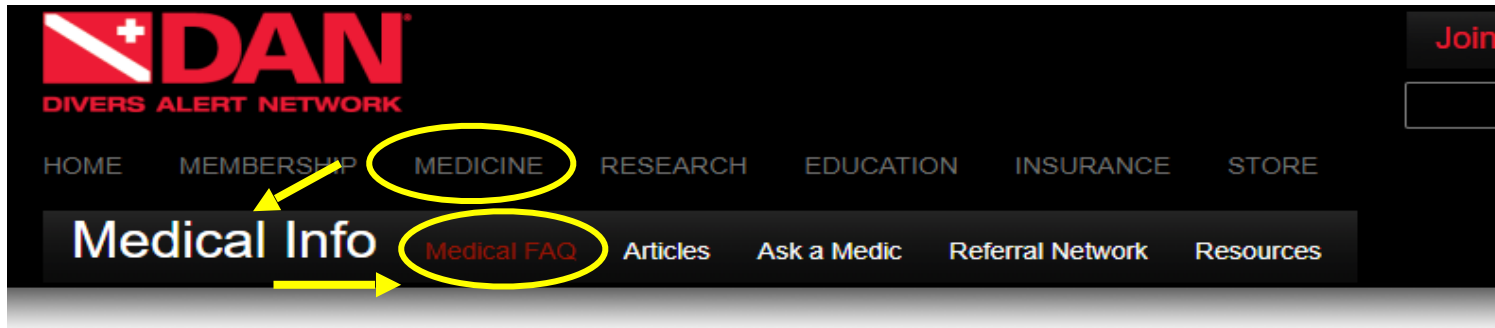 DAN
Join
DIVERS ALERT NETWORK
HOME MEMBERSHIP MEDICINE RESEARCH EDUCATION INSURANCE STORE
Medical Info Medical FAQ Articles Ask a Medic Referral Network Resources